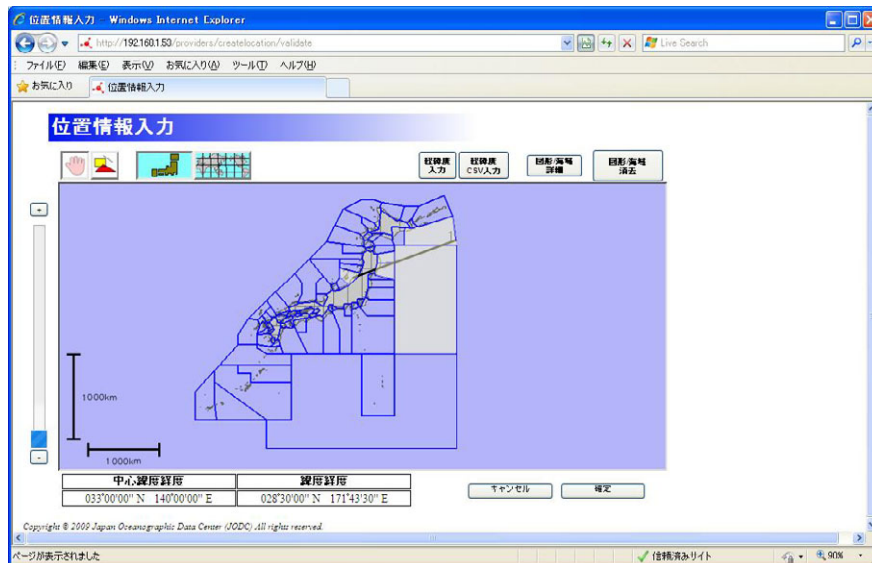 位置情報入力 - Windows Internet Explorer
http://192.160.1.53/providers/createlocation/validate
Live Search
ファイル(F) 編集(E) 表示(V) お気に入り(A) ツール(T) ヘルプ(H)
お気に入り 位置情報入力
位置情報入力
経緯度入力
経緯度CSV入力
図形/海域詳細
図形/海域消去
+
1000km
1000km
-
中心緯度経度 緯度経度
033°00'00" N 140°00'00" E 028°30'00" N 171°43'30" E
キャンセル 確定
Copyright © 2009 Japan Oceanographic Data Center (JODC) All rights reserved.
ページが表示されました 信頼済みサイト 90%